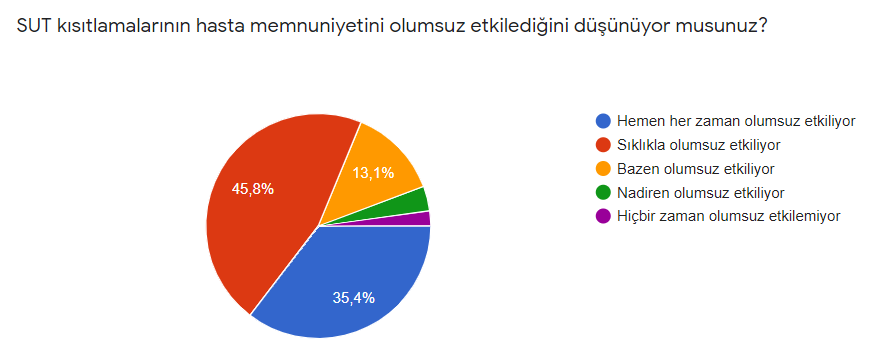 SUT kısıtlamalarının hasta memnuniyetini olumsuz etkilediğini düşünüyor musunuz?
Hemen her zaman olumsuz etkiliyor
Sıklıkla olumsuz etkiliyor
Bazen olumsuz etkiliyor
Nadiren olumsuz etkiliyor
Hiçbir zaman olumsuz etkilemiyor
13,1%
45,8%
35,4%